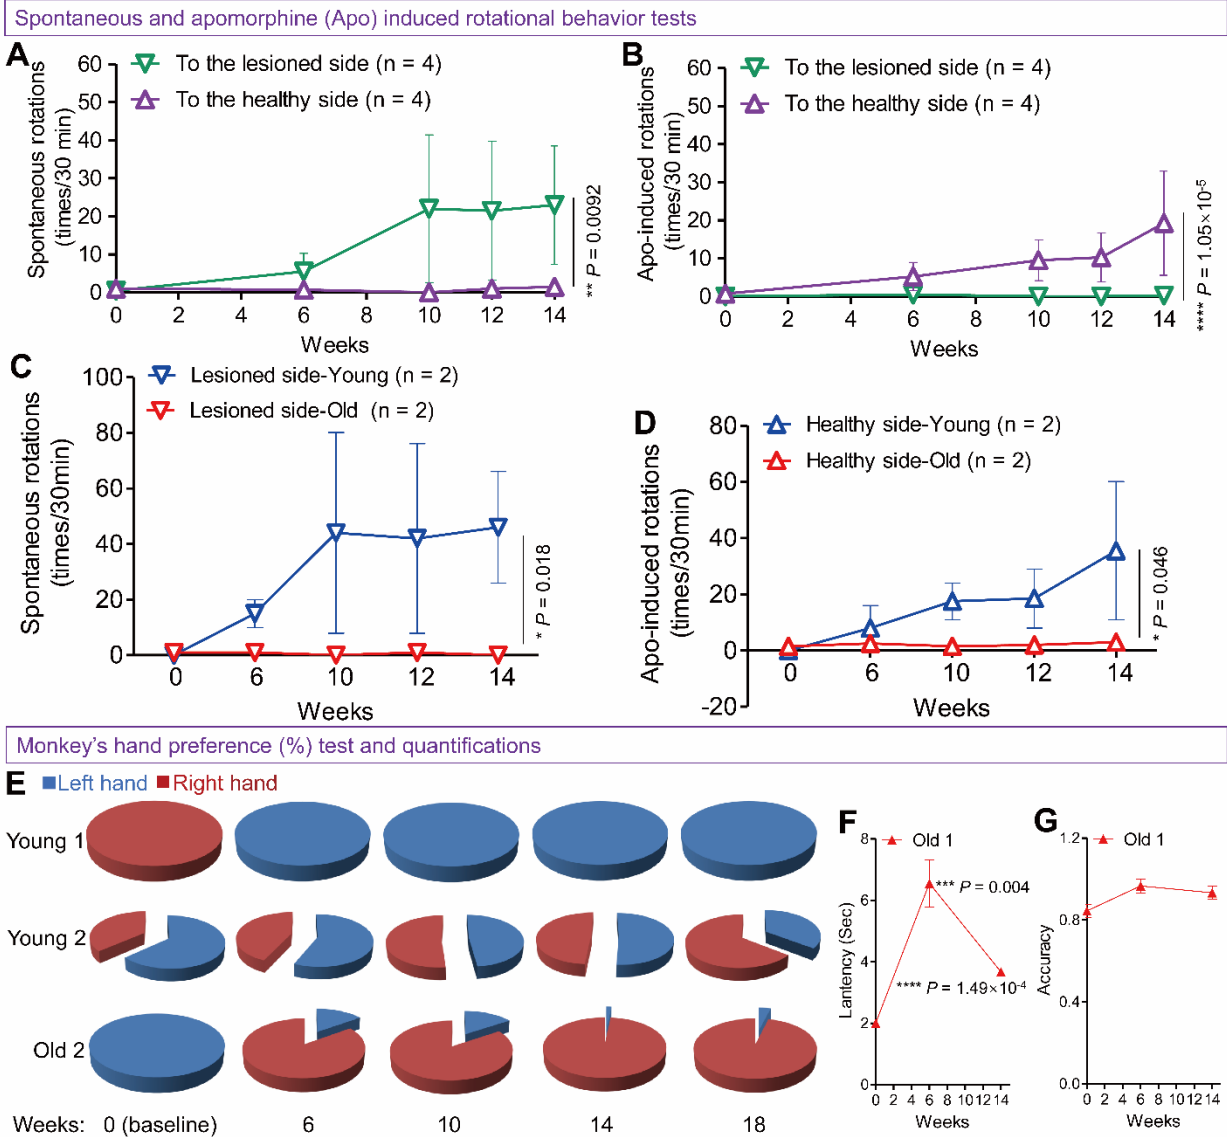 Spontaneous and apomorphine (Apo) induced rotational behavior tests
A
To the lesioned side (n = 4)
To the healthy side (n = 4)
Spontaneous rotations
(times/30 min)
60
50
40
30
20
10
0
0 2 4 6 8 10 12 14
Weeks
** P = 0.0092
B
To the lesioned side (n = 4)
To the healthy side (n = 4)
Apo-induced rotations
(times/30 min)
60
50
40
30
20
10
0
0 2 4 6 8 10 12 14
Weeks
**** P = 1.05×10-5
C
Lesioned side-Young (n = 2)
Lesioned side-Old (n = 2)
Spontaneous rotations
(times/30min)
100
80
60
40
20
0
0 6 10 12 14
Weeks
* P = 0.018
D
Healthy side-Young (n = 2)
Healthy side-Old (n = 2)
Apo-induced rotations
(times/30min)
80
60
40
20
0
-20
0 6 10 12 14
Weeks
* P = 0.046
Monkey's hand preference (%) test and quantifications
E
Left hand Right hand
Young 1
Young 2
Old 2
Weeks: 0 (baseline) 6 10 14 18
F
Old 1
Lantency (Sec)
8
6
4
2
0
0 2 4 6 8 10 12 14
Weeks
*** P = 0.004
**** P = 1.49×10-4
G
Old 1
Accuracy
1.2
0.8
0.4
0.0
0 2 4 6 8 10 12 14
Weeks